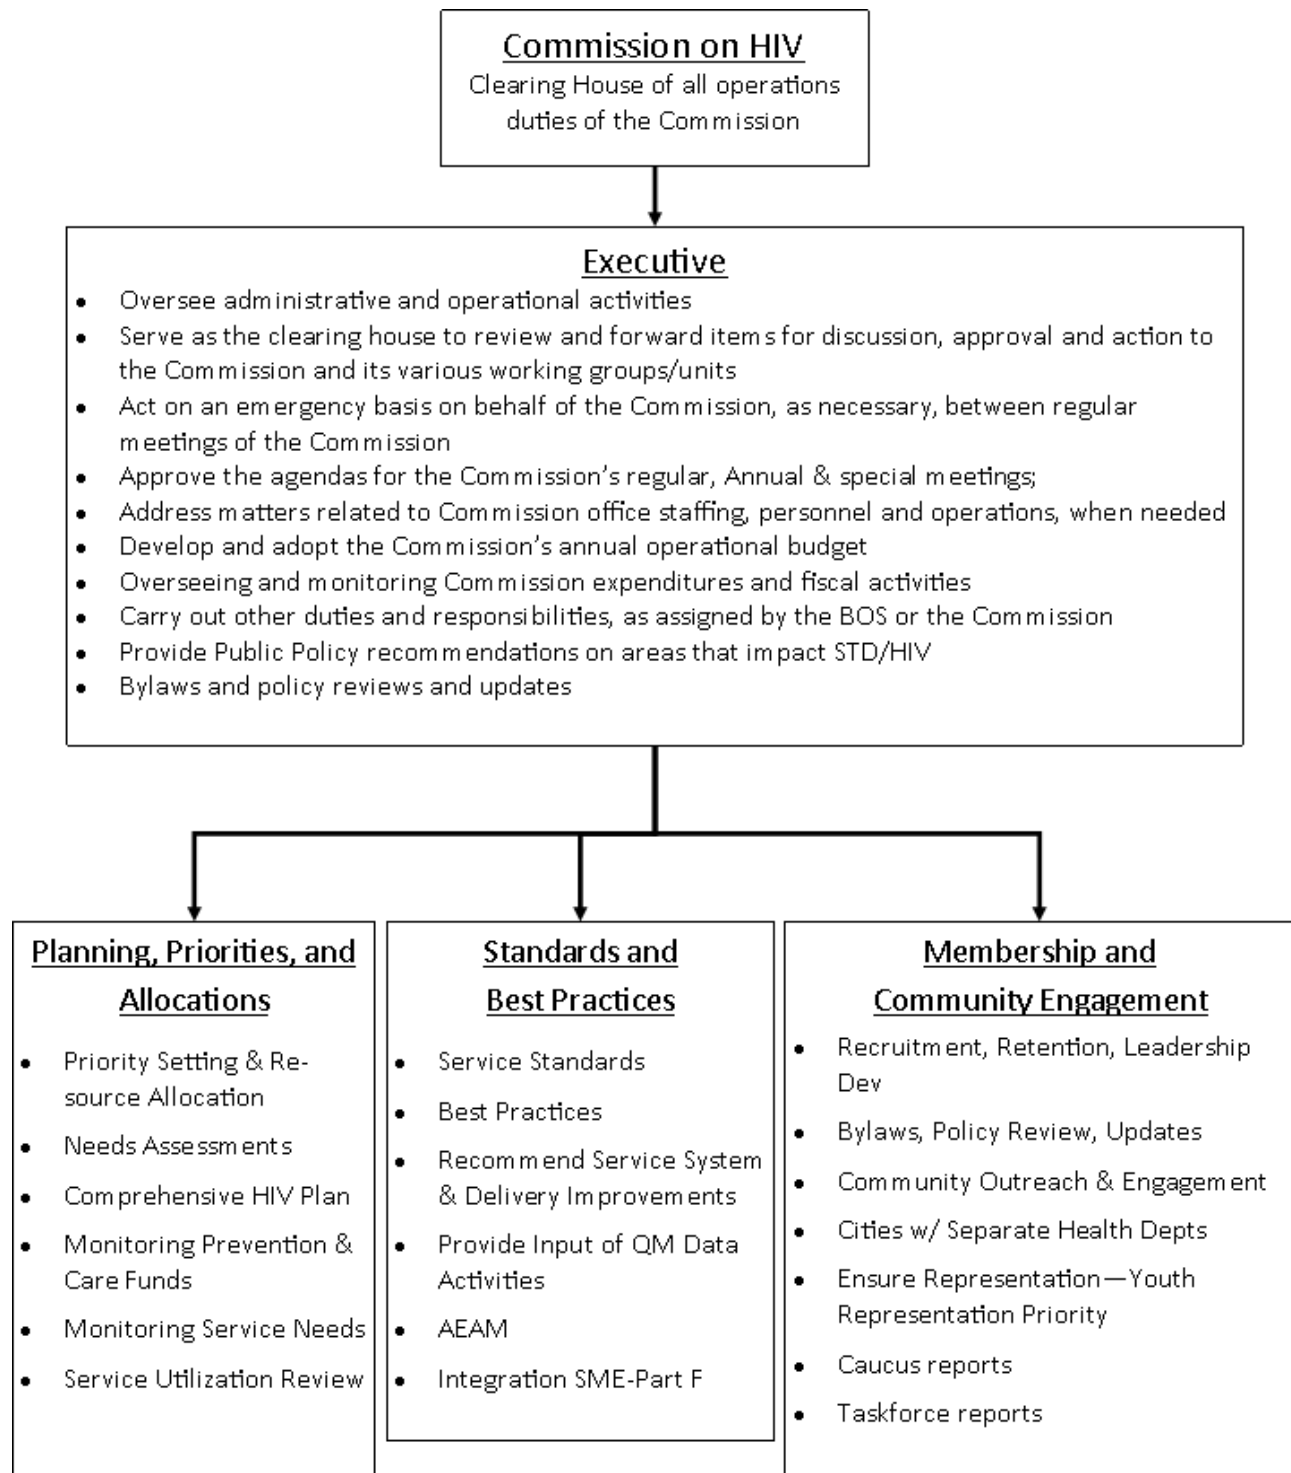 Commission on HIV
Clearing House of all operations
duties of the Commission
Executive
• Oversee administrative and operational activities
• Serve as the clearing house to review and forward items for discussion, approval and action to
the Commission and its various working groups/units
• Act on an emergency basis on behalf of the Commission, as necessary, between regular
meetings of the Commission
• Approve the agendas for the Commission’s regular, Annual & special meetings;
• Address matters related to Commission office staffing, personnel and operations, when needed
• Develop and adopt the Commission’s annual operational budget
• Overseeing and monitoring Commission expenditures and fiscal activities
• Carry out other duties and responsibilities, as assigned by the BOS or the Commission
• Provide Public Policy recommendations on areas that impact STD/HIV
• Bylaws and policy reviews and updates
Planning, Priorities, and
Allocations
• Priority Setting & Re-
source Allocation
• Needs Assessments
• Comprehensive HIV Plan
• Monitoring Prevention &
Care Funds
• Monitoring Service Needs
• Service Utilization Review
Standards and
Best Practices
• Service Standards
• Best Practices
• Recommend Service System
& Delivery Improvements
• Provide Input of QM Data
Activities
• AEAM
• Integration SME-Part F
Membership and
Community Engagement
• Recruitment, Retention, Leadership
Dev
• Bylaws, Policy Review, Updates
• Community Outreach & Engagement
• Cities w/ Separate Health Depts
• Ensure Representation—Youth
Representation Priority
• Caucus reports
• Taskforce reports